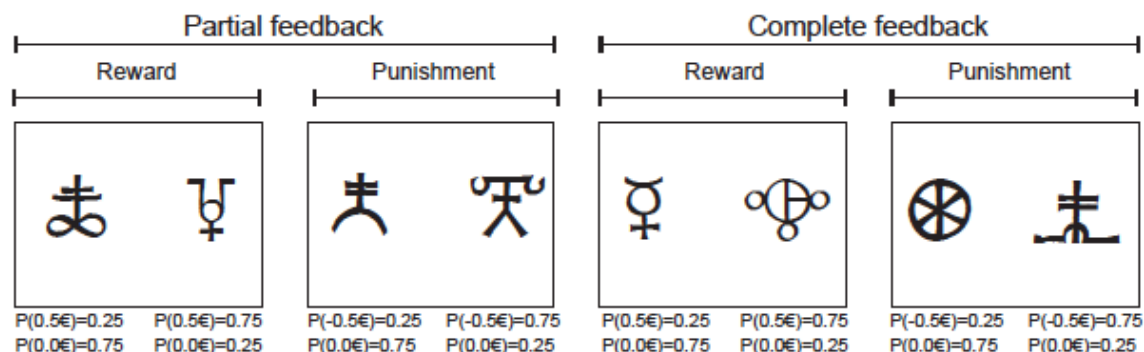 Partial feedback Complete feedback
Reward Punishment Reward Punishment
P(0.5€)=0.25 P(0.5€)=0.75 P(-0.5€)=0.25 P(-0.5€)=0.75 P(0.5€)=0.25 P(0.5€)=0.75 P(-0.5€)=0.25 P(-0.5€)=0.75
P(0.0€)=0.75 P(0.0€)=0.25 P(0.0€)=0.75 P(0.0€)=0.25 P(0.0€)=0.75 P(0.0€)=0.25 P(0.0€)=0.75 P(0.0€)=0.25